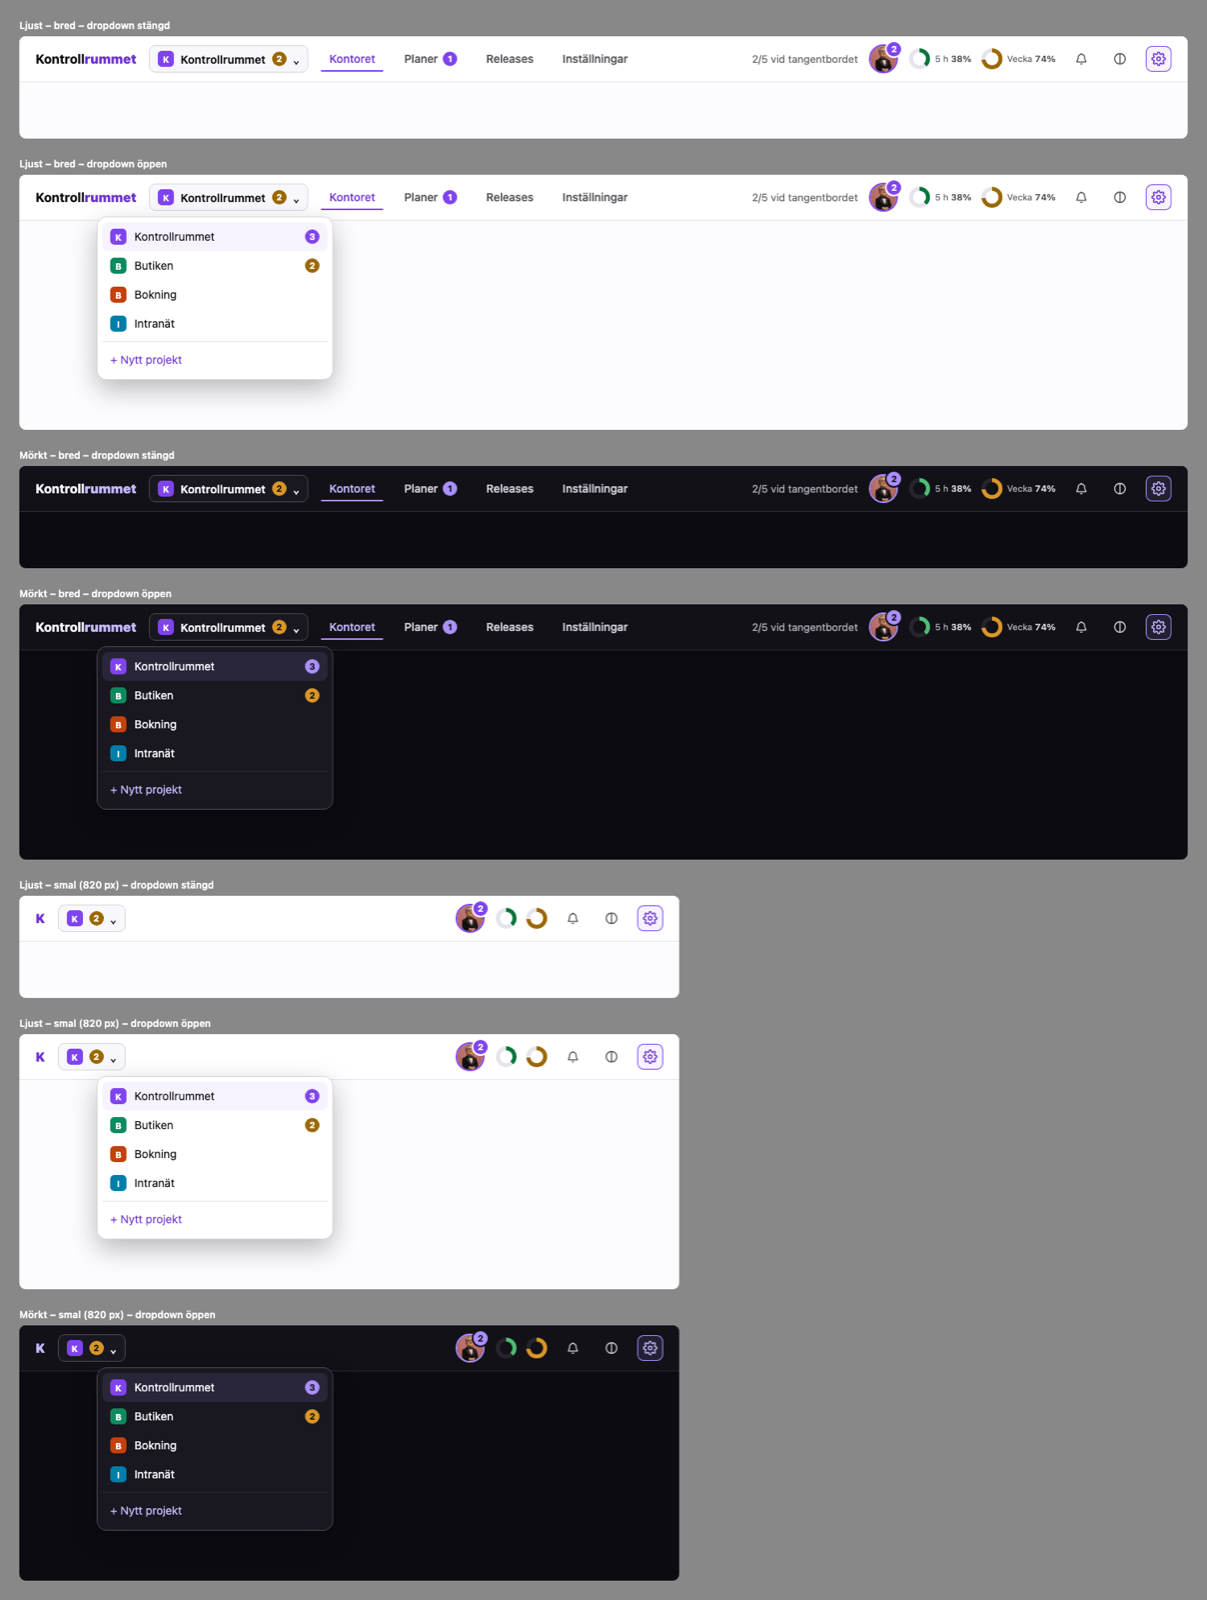 Ljust – bred – dropdown stängd
Kontrollrummet K Kontrollrummet 2 Kontoret Planer 1 Releases Inställningar 2/5 vid tangentbordet 2 5 h 38% Vecka 74%
Ljust – bred – dropdown öppen
Kontrollrummet K Kontrollrummet 2 Kontoret Planer 1 Releases Inställningar 2/5 vid tangentbordet 2 5 h 38% Vecka 74%
K Kontrollrummet 3
B Butiken 2
B Bokning
I Intranät
+ Nytt projekt
Mörkt – bred – dropdown stängd
Kontrollrummet K Kontrollrummet 2 Kontoret Planer 1 Releases Inställningar 2/5 vid tangentbordet 2 5 h 38% Vecka 74%
Mörkt – bred – dropdown öppen
Kontrollrummet K Kontrollrummet 2 Kontoret Planer 1 Releases Inställningar 2/5 vid tangentbordet 2 5 h 38% Vecka 74%
K Kontrollrummet 3
B Butiken 2
B Bokning
I Intranät
+ Nytt projekt
Ljust – smal (820 px) – dropdown stängd
K K 2 2
Ljust – smal (820 px) – dropdown öppen
K K 2 2
K Kontrollrummet 3
B Butiken 2
B Bokning
I Intranät
+ Nytt projekt
Mörkt – smal (820 px) – dropdown öppen
K K 2 2
K Kontrollrummet 3
B Butiken 2
B Bokning
I Intranät
+ Nytt projekt